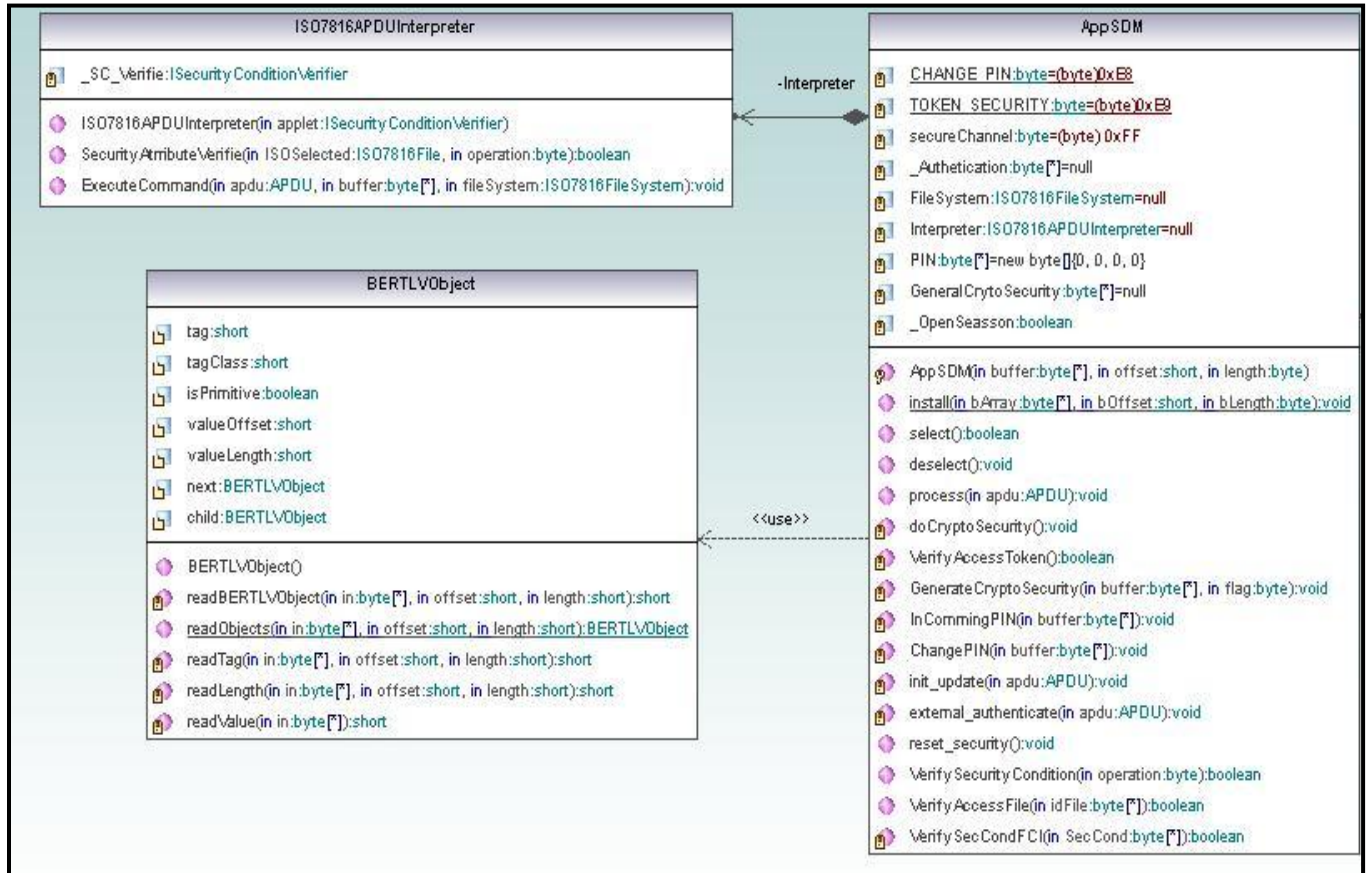 ISO7816APDUInterpreter
_SC_Verifie:ISecurityConditionVerifier
ISO7816APDUInterpreter(in applet:ISecurityConditionVerifier)
SecurityAtrributeVerifie(in ISOSelected:ISO7816File, in operation:byte):boolean
ExecuteCommand(in apdu:APDU, in buffer:byte[*], in fileSystem:ISO7816FileSystem):void
-Interpreter
AppSDM
CHANGE_PIN:byte=(byte)0xE8
TOKEN_SECURITY:byte=(byte)0xE9
secureChannel:byte=(byte) 0xFF
_Authetication:byte[*]=null
FileSystem:ISO7816FileSystem=null
Interpreter:ISO7816APDUInterpreter=null
PIN:byte[*]=new byte[]{0, 0, 0, 0}
GeneralCrytoSecurity:byte[*]=null
_OpenSeasson:boolean
AppSDM(in buffer:byte[*], in offset:short, in length:byte)
install(in bArray:byte[*], in bOffset:short, in bLength:byte):void
select():boolean
deselect():void
process(in apdu:APDU):void
doCryptoSecurity():void
VerifyAccessToken():boolean
GenerateCryptoSecurity(in buffer:byte[*], in flag:byte):void
InCommingPIN(in buffer:byte[*]):void
ChangePIN(in buffer:byte[*]):void
init_update(in apdu:APDU):void
external_authenticate(in apdu:APDU):void
reset_security():void
VerifySecurityCondition(in operation:byte):boolean
VerifyAccessFile(in idFile:byte[*]):boolean
VerifySecCondFCI(in SecCond:byte[*]):boolean
BERTLVObject
tag:short
tagClass:short
isPrimitive:boolean
valueOffset:short
valueLength:short
next:BERTLVObject
child:BERTLVObject
BERTLVObject()
readBERTLVObject(in in:byte[*], in offset:short, in length:short):short
readObjects(in in:byte[*], in offset:short, in length:short):BERTLVObject
readTag(in in:byte[*], in offset:short, in length:short):short
readLength(in in:byte[*], in offset:short, in length:short):short
readValue(in in:byte[*]):short
<<use>>